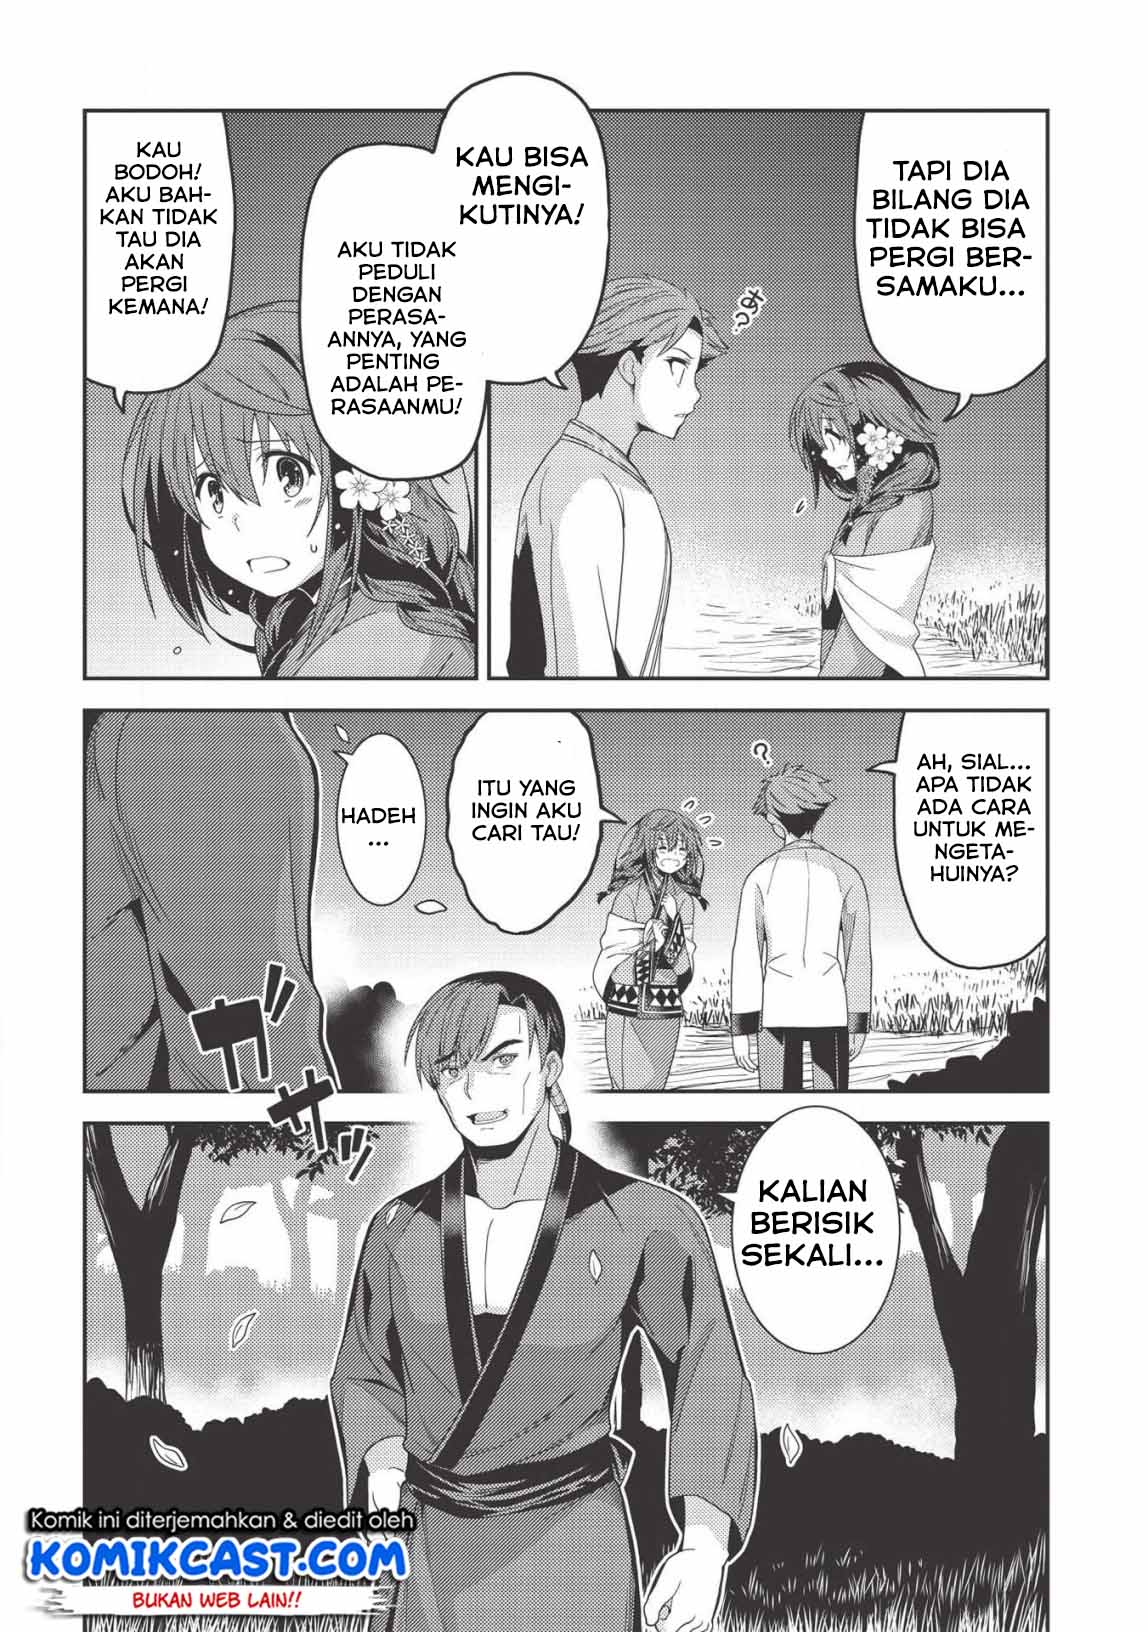 TAPI DIA
BILANG DIA
TIDAK BISA
PERGI BER-
SAMAKU...
あ?
KAU BISA
MENGI-
KUTINYA!
AKU TIDAK
PEDULI
DENGAN
PERASA-
ANNYA, YANG
PENTING
ADALAH PE-
RASAANMU!
KAU
BODOH!
AKU BAH-
KAN TIDAK
TAU DIA
AKAN
PERGI
KEMANA!
AH, SIAL...
APA TIDAK
ADA CARA
UNTUK ME-
NGETA-
HUINYA?
?
ITU YANG
INGIN AKU
CARI TAU!
HADEH
...
ガサ
KALIAN
BERISIK
SEKALI...
Komik ini diterjemahkan & diedit oleh
KOMIKCAST.COM
BUKAN WEB LAIN!!